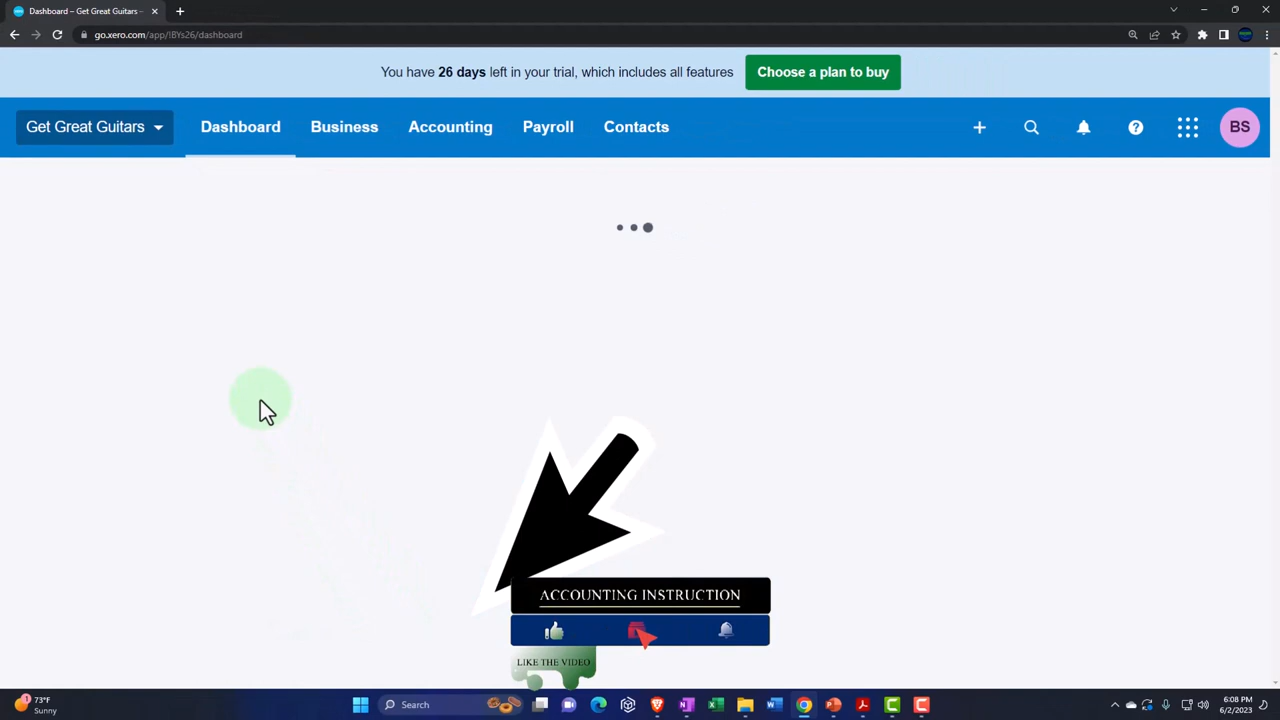 Dashboard – Get Great Guitars –
go.xero.com/app/!BYs26/dashboard
You have 26 days left in your trial, which includes all features
Choose a plan to buy
Get Great Guitars
Dashboard
Business
Accounting
Payroll
Contacts
BS
ACCOUNTING INSTRUCTION
LIKE THE VIDEO
73°F
Sunny
Search
6:08 PM
6/2/2023